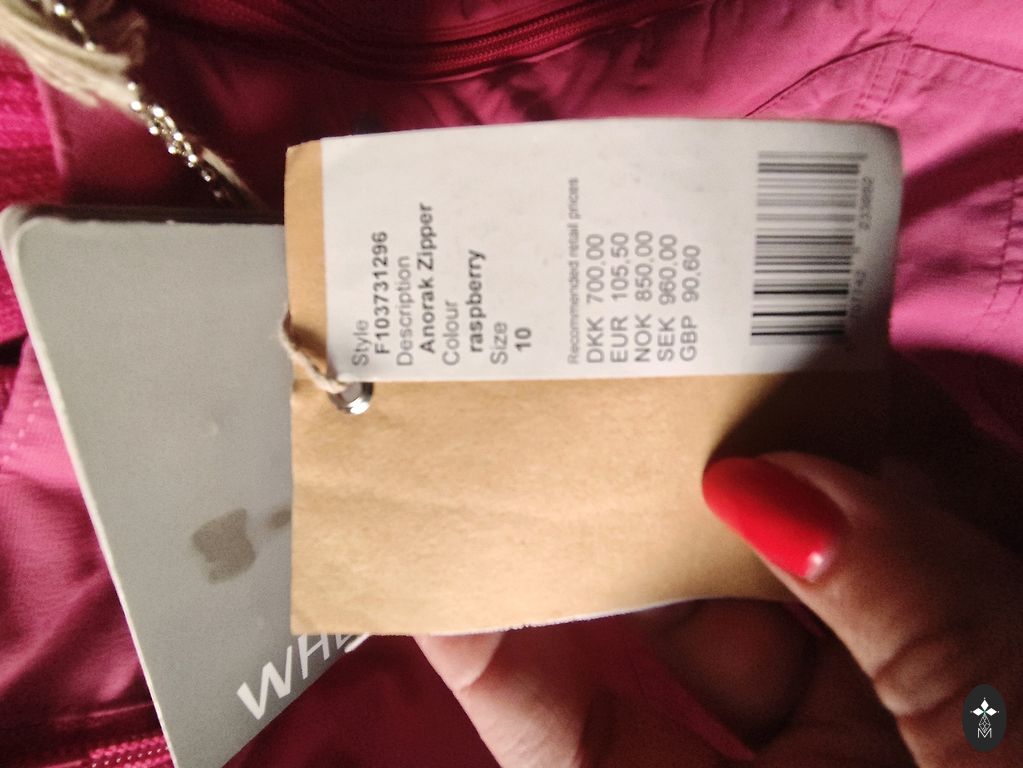 Style
F103731296
Description
Anorak Zipper
Colour
raspberry
Size
10
Recommended retail prices
DKK 700,00
EUR 105,50
NOK 850,00
SEK 960,00
GBP 90,60
M